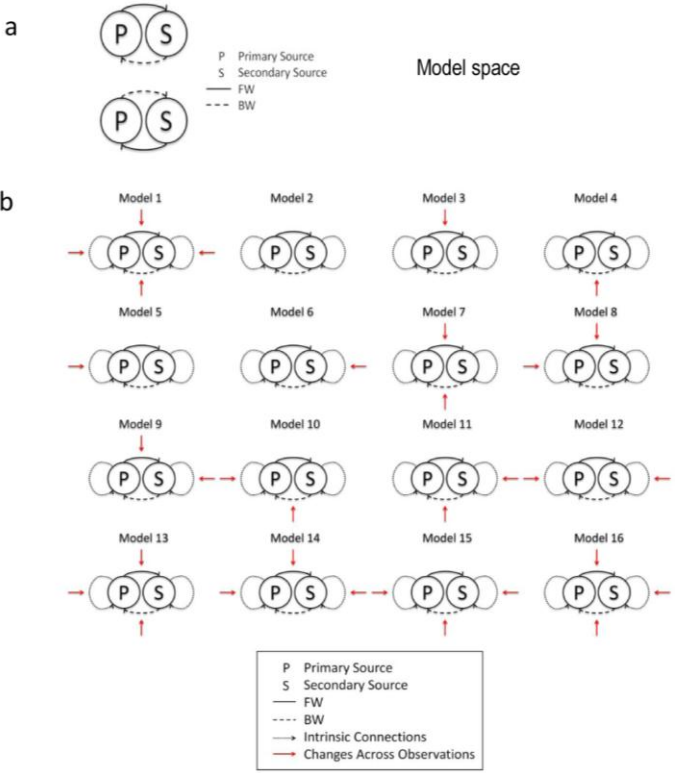 a
P S
P Primary Source
S Secondary Source
FW
BW
Model space
P S
b
Model 1 Model 2 Model 3 Model 4
P S P S P S P S
Model 5 Model 6 Model 7 Model 8
P S P S P S P S
Model 9 Model 10 Model 11 Model 12
P S P S P S P S
Model 13 Model 14 Model 15 Model 16
P S P S P S P S
P Primary Source
S Secondary Source
FW
BW
Intrinsic Connections
Changes Across Observations